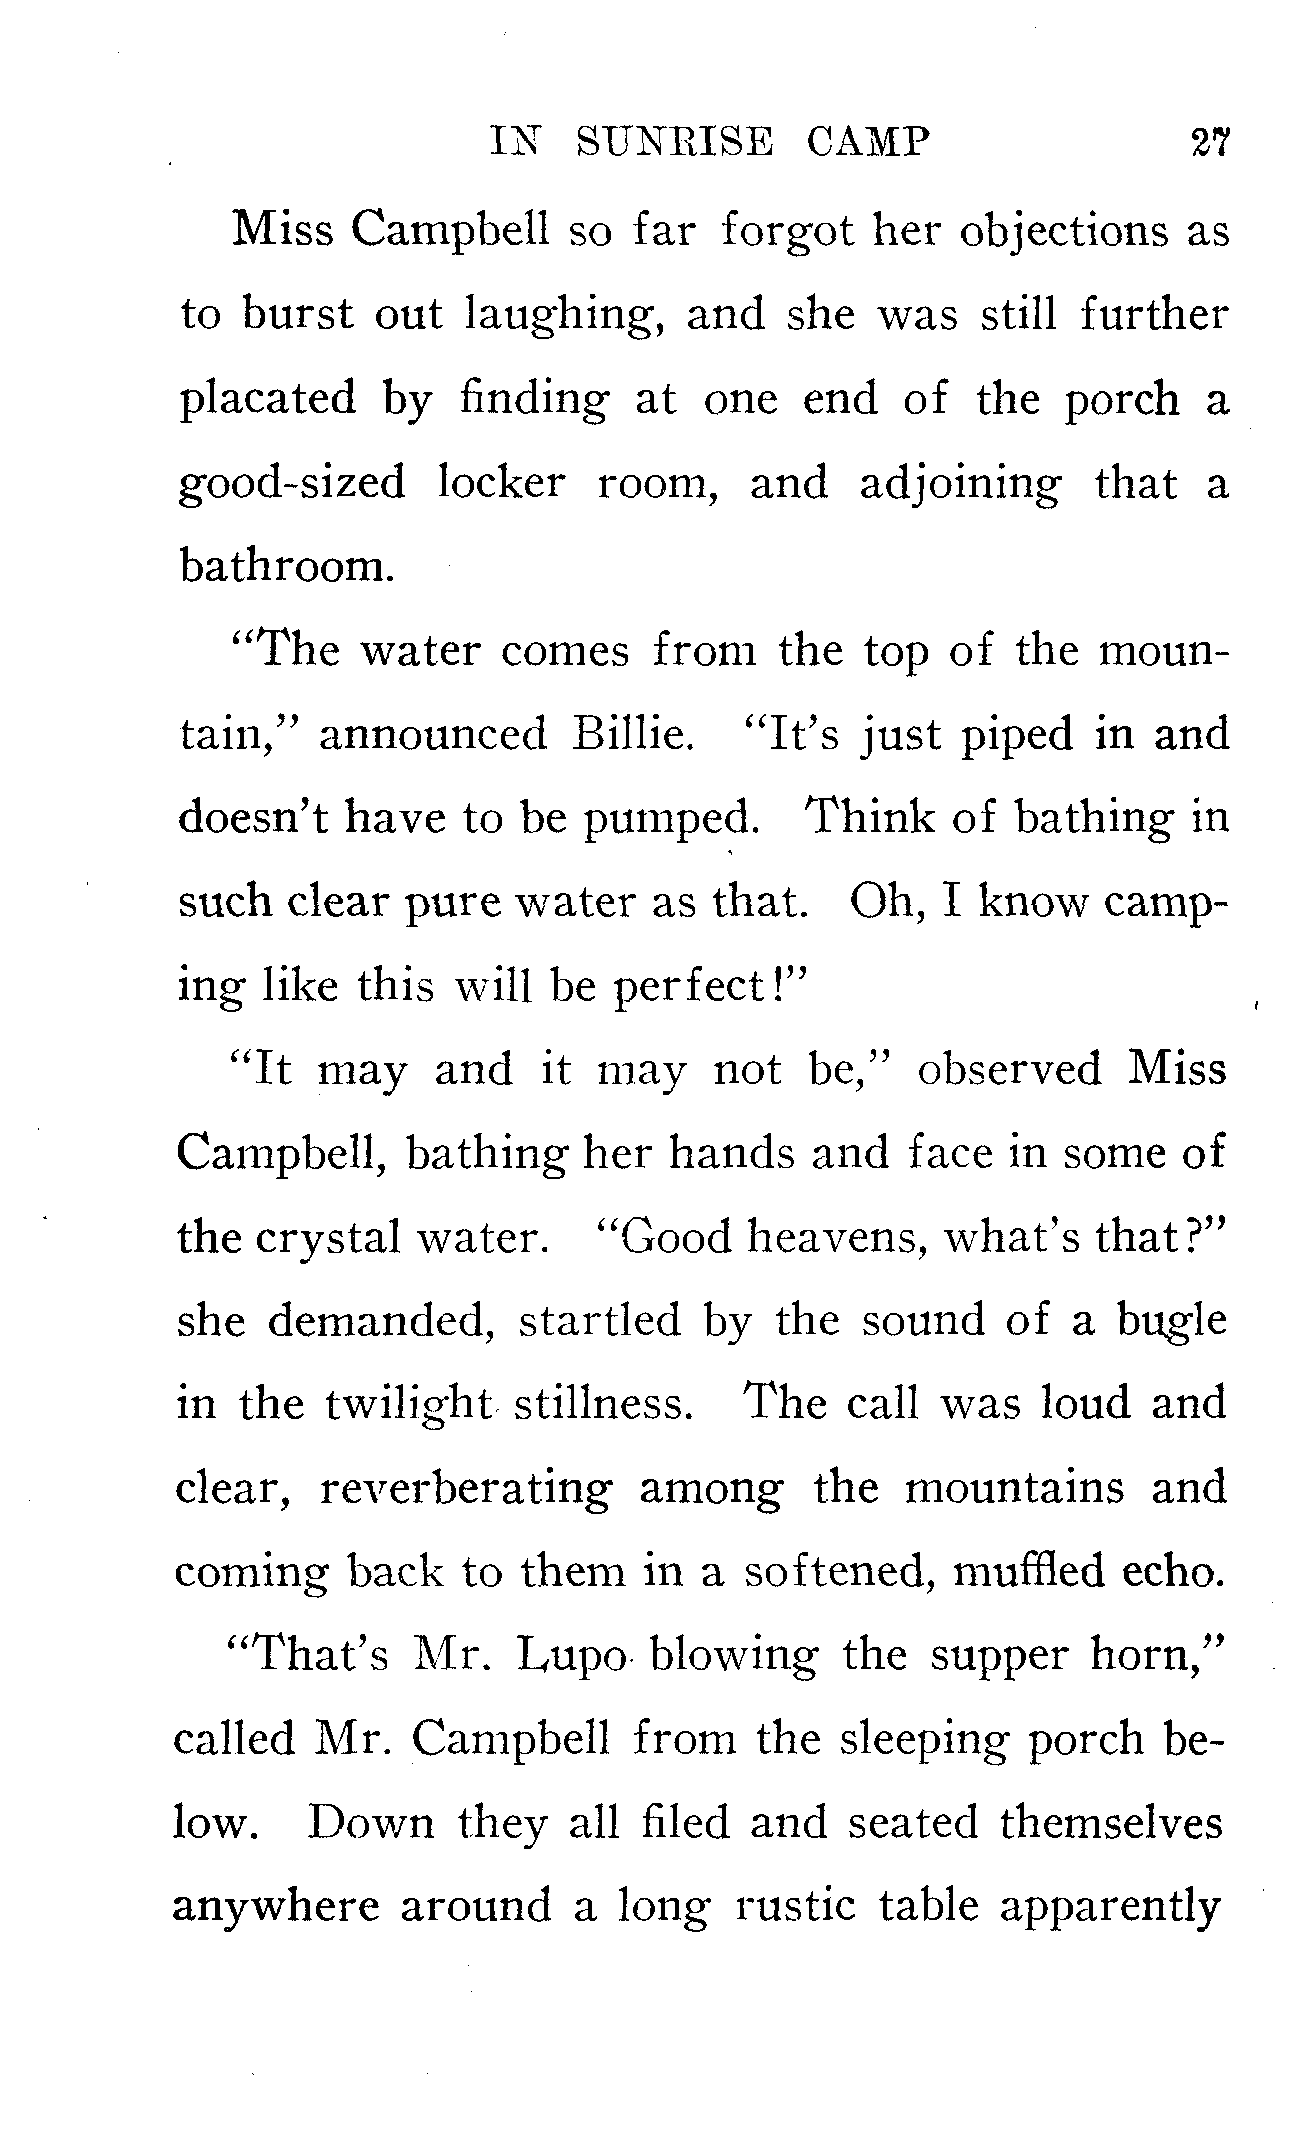 IN SUNRISE CAMP 27
Miss Campbell so far forgot her objections as
to burst out laughing, and she was still further
placated by finding at one end of the porch a
good-sized locker room, and adjoining that a
bathroom.
“The water comes from the top of the moun-
tain,” announced Billie. “It’s just piped in and
doesn’t have to be pumped. Think of bathing in
such clear pure water as that. Oh, I know camp-
ing like this will be perfect!”
“It may and it may not be,” observed Miss
Campbell, bathing her hands and face in some of
the crystal water. “Good heavens, what’s that?”
she demanded, startled by the sound of a bugle
in the twilight stillness. The call was loud and
clear, reverberating among the mountains and
coming back to them in a softened, muffled echo.
“That’s Mr. Lupo blowing the supper horn,”
called Mr. Campbell from the sleeping porch be-
low. Down they all filed and seated themselves
anywhere around a long rustic table apparently